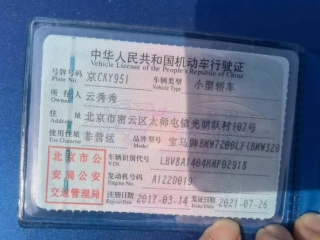 中华人民共和国机动车行驶证
Vehicle License of the People's Republic of China
号牌号码 京CKY951 车辆类型 小型轿车
Plate No. Vehicle Type
所有人 云秀秀
Owner
住址 北京市密云区太师屯镇光明队村107号
Address
使用性质 非营运 品牌型号 宝马牌BMW7200LF(BMW320
北京市公安局公安交通管理局
车辆识别代号 LBV8A1404HMF02918
VIN
发动机号码 A122D019
Engine No.
注册日期 2017-03-14 发证日期 2021-07-26
Register Date Issue Date